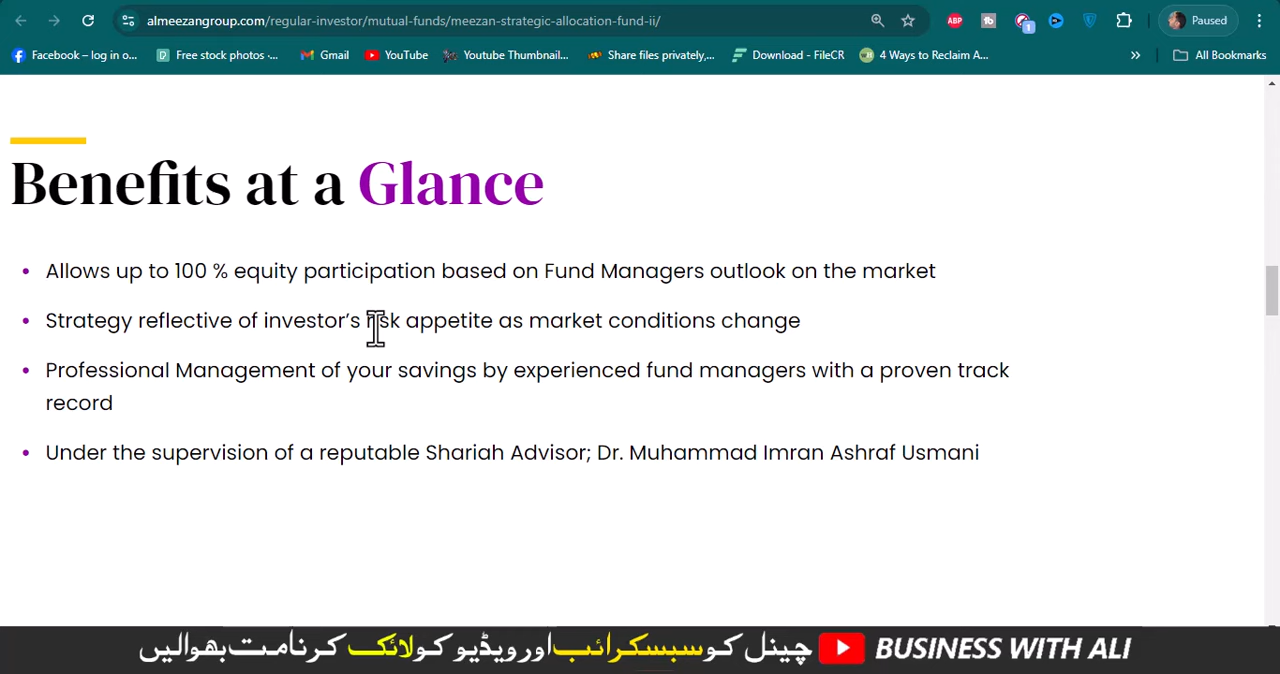 almeezangroup.com/regular-investor/mutual-funds/meezan-strategic-allocation-fund-ii/
ABP
1
Paused
Facebook – log in o...
Free stock photos ·...
Gmail
YouTube
Youtube Thumbnail...
Share files privately,...
Download - FileCR
4 Ways to Reclaim A...
»
All Bookmarks
Benefits at a Glance
• Allows up to 100 % equity participation based on Fund Managers outlook on the market
• Strategy reflective of investor’s risk appetite as market conditions change
• Professional Management of your savings by experienced fund managers with a proven track
record
• Under the supervision of a reputable Shariah Advisor; Dr. Muhammad Imran Ashraf Usmani
چینل کو سبسکرائب اور ویڈیو کو لائک کرنا مت بھولیں
BUSINESS WITH ALI